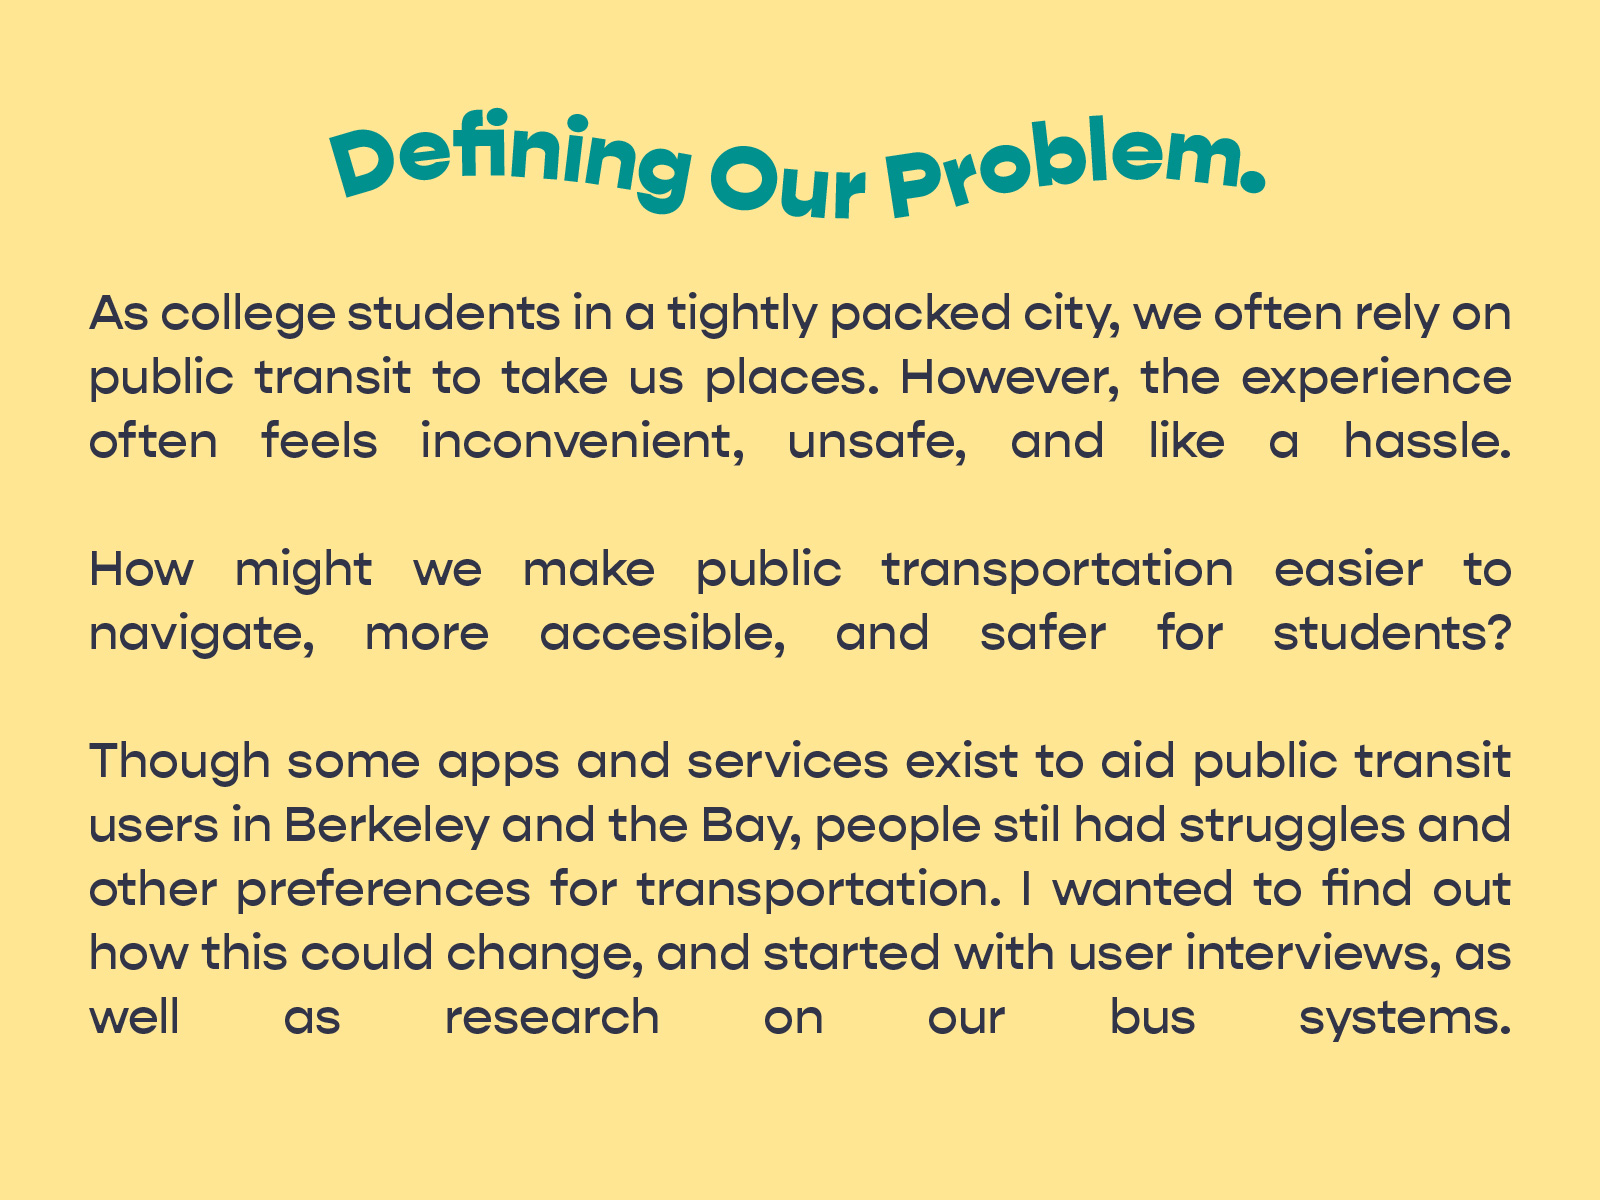 Defining Our Problem.
As college students in a tightly packed city, we often rely on
public transit to take us places. However, the experience
often feels inconvenient, unsafe, and like a hassle.
How might we make public transportation easier to
navigate, more accesible, and safer for students?
Though some apps and services exist to aid public transit
users in Berkeley and the Bay, people stil had struggles and
other preferences for transportation. I wanted to find out
how this could change, and started with user interviews, as
well as research on our bus systems.